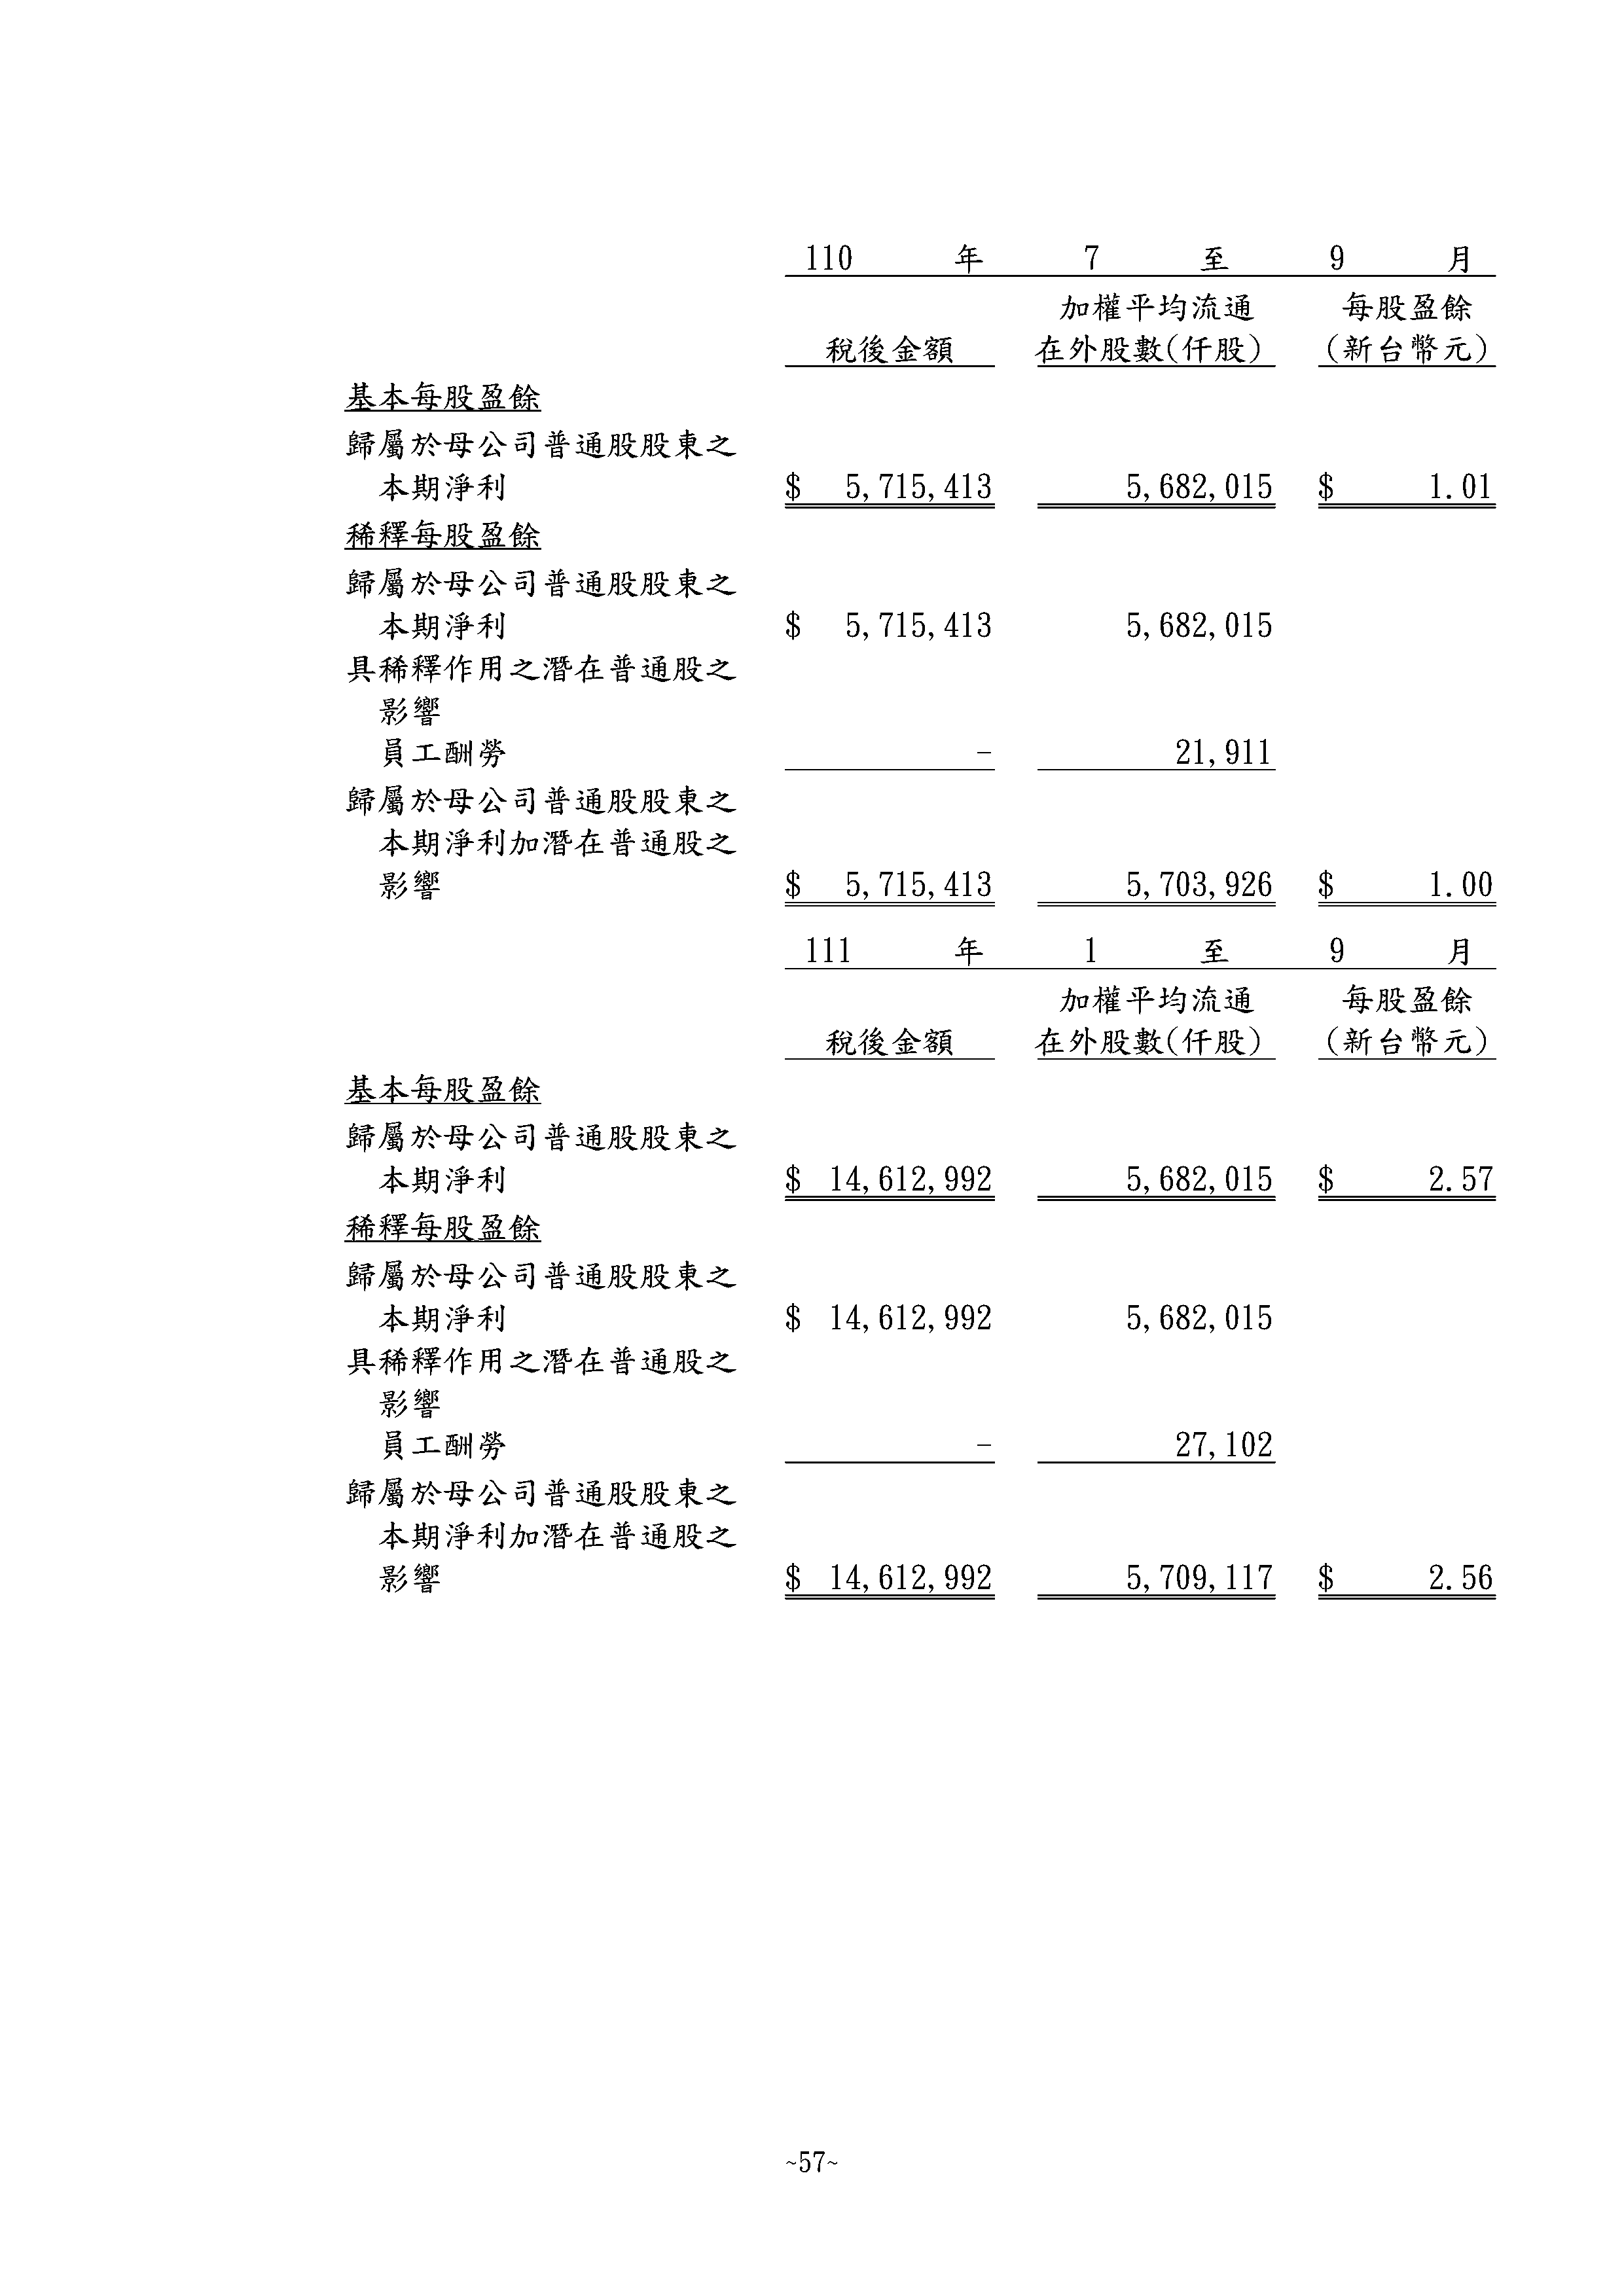 110 年 7 至 9 月
加權平均流通 每股盈餘
稅後金額 在外股數(仟股) (新台幣元)
基本每股盈餘
歸屬於母公司普通股股東之
本期淨利 $ 5,715,413 5,682,015 $ 1.01
稀釋每股盈餘
歸屬於母公司普通股股東之
本期淨利 $ 5,715,413 5,682,015
具稀釋作用之潛在普通股之
影響
員工酬勞 - 21,911
歸屬於母公司普通股股東之
本期淨利加潛在普通股之
影響 $ 5,715,413 5,703,926 $ 1.00
111 年 1 至 9 月
加權平均流通 每股盈餘
稅後金額 在外股數(仟股) (新台幣元)
基本每股盈餘
歸屬於母公司普通股股東之
本期淨利 $ 14,612,992 5,682,015 $ 2.57
稀釋每股盈餘
歸屬於母公司普通股股東之
本期淨利 $ 14,612,992 5,682,015
具稀釋作用之潛在普通股之
影響
員工酬勞 - 27,102
歸屬於母公司普通股股東之
本期淨利加潛在普通股之
影響 $ 14,612,992 5,709,117 $ 2.56
~57~